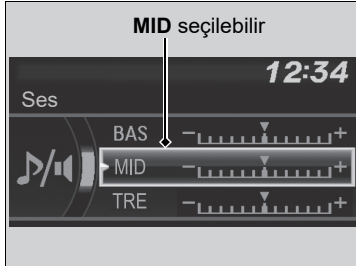 MID seçilebilir
12:34
Ses
BAS − +
MID − +
TRE − +